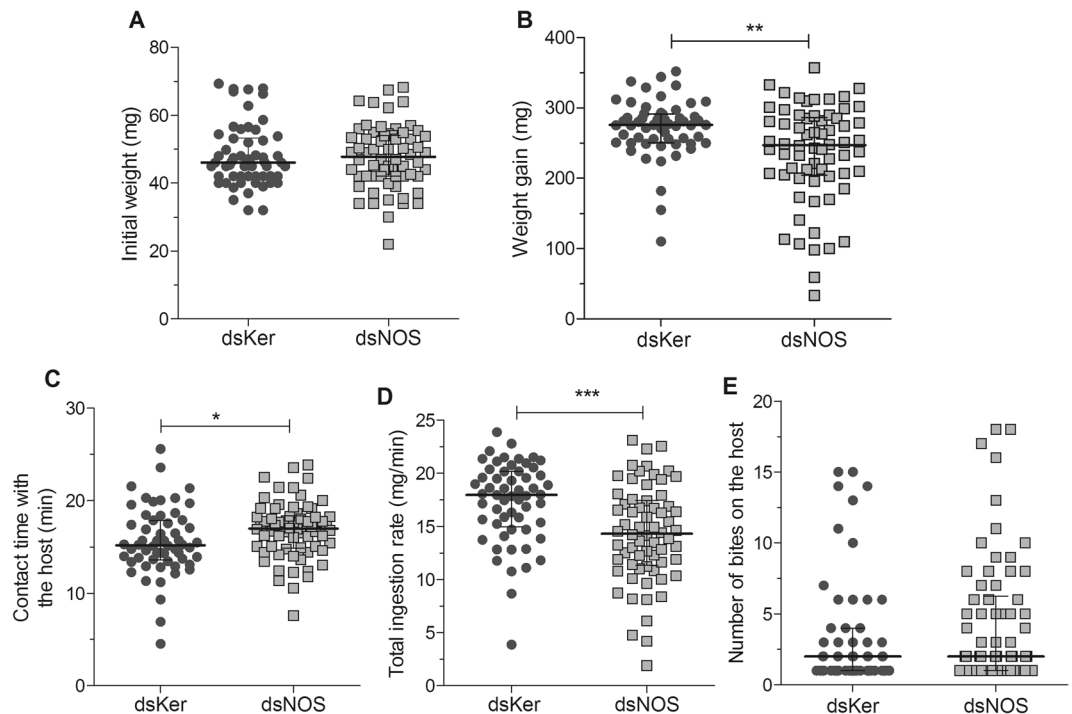 A
Initial weight (mg)
80
60
40
20
0
dsKer
dsNOS
B
**
Weight gain (mg)
400
300
200
100
0
dsKer
dsNOS
C
*
Contact time with
the host (min)
30
20
10
0
dsKer
dsNOS
D
***
Total ingestion rate (mg/min)
25
20
15
10
5
0
dsKer
dsNOS
E
Number of bites on the host
20
15
10
5
0
dsKer
dsNOS